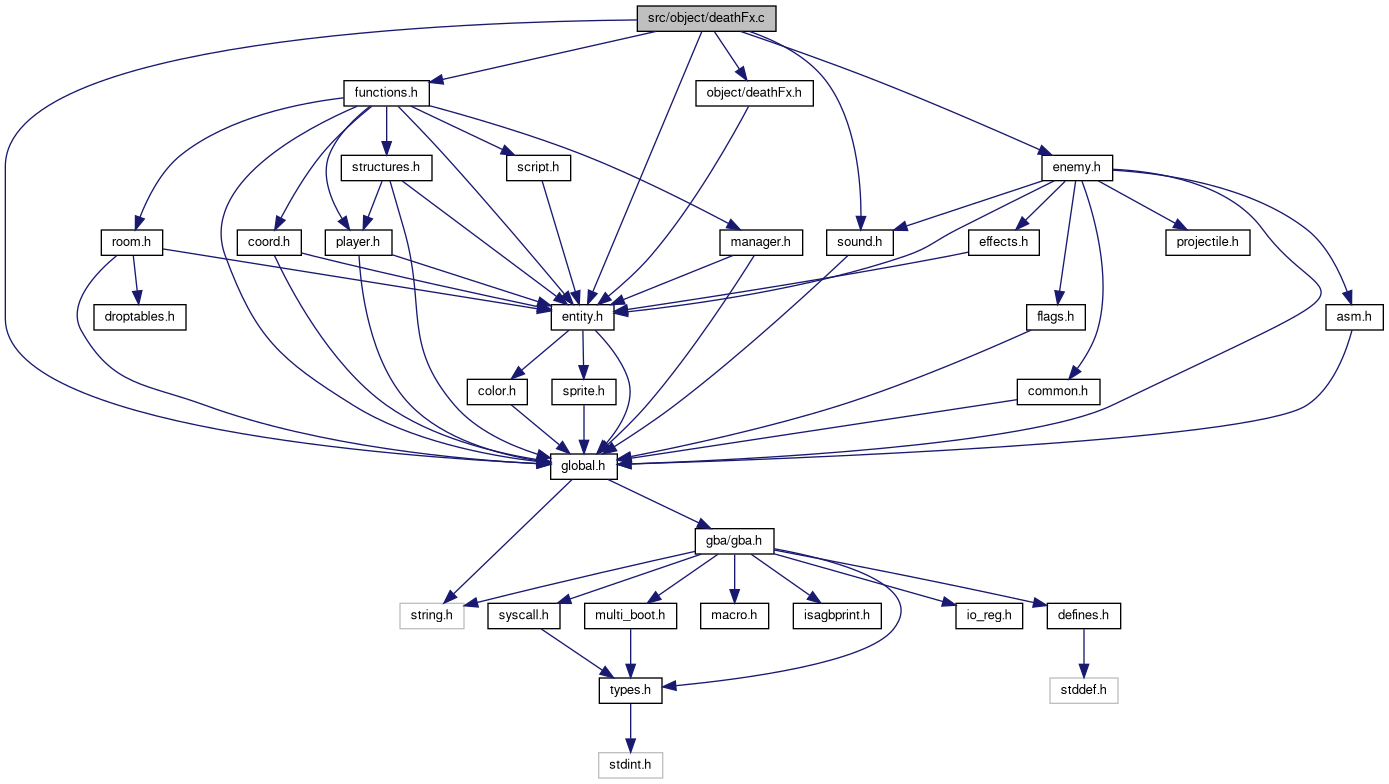 src/object/deathFx.c
functions.h
object/deathFx.h
structures.h
script.h
enemy.h
room.h
coord.h
player.h
manager.h
sound.h
effects.h
projectile.h
droptables.h
entity.h
flags.h
asm.h
color.h
sprite.h
common.h
global.h
gba/gba.h
string.h
syscall.h
multi_boot.h
macro.h
isagbprint.h
io_reg.h
defines.h
types.h
stddef.h
stdint.h